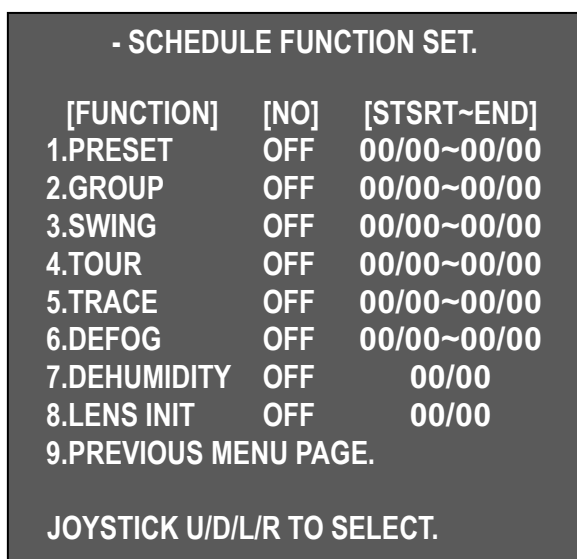 - SCHEDULE FUNCTION SET.
[FUNCTION] [NO] [STSRT~END]
1.PRESET OFF 00/00~00/00
2.GROUP OFF 00/00~00/00
3.SWING OFF 00/00~00/00
4.TOUR OFF 00/00~00/00
5.TRACE OFF 00/00~00/00
6.DEFOG OFF 00/00~00/00
7.DEHUMIDITY OFF 00/00
8.LENS INIT OFF 00/00
9.PREVIOUS MENU PAGE.
JOYSTICK U/D/L/R TO SELECT.